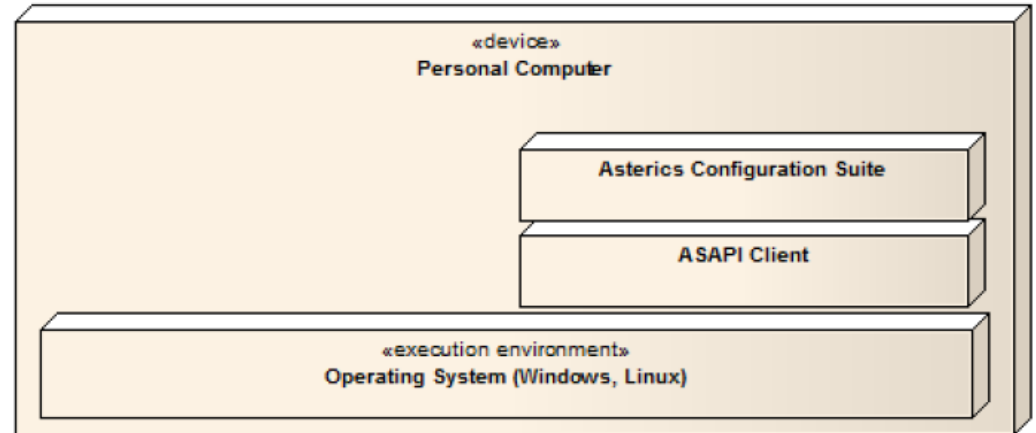 «device»
Personal Computer
Asterics Configuration Suite
ASAPI Client
«execution environment»
Operating System (Windows, Linux)